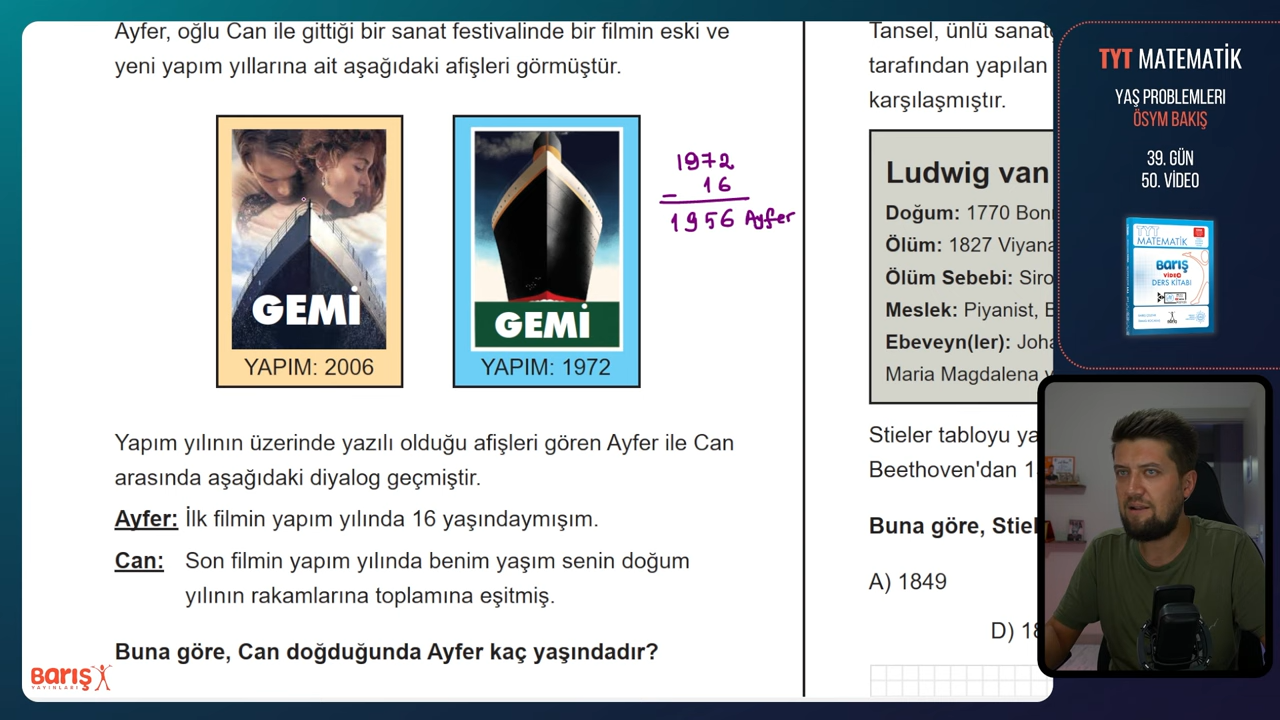 Ayfer, oğlu Can ile gittiği bir sanat festivalinde bir filmin eski ve
yeni yapım yıllarına ait aşağıdaki afişleri görmüştür.
GEMİ
YAPIM: 2006
GEMİ
YAPIM: 1972
1972
- 16
1956 Ayfer
Yapım yılının üzerinde yazılı olduğu afişleri gören Ayfer ile Can
arasında aşağıdaki diyalog geçmiştir.
Ayfer: İlk filmin yapım yılında 16 yaşındaymışım.
Can: Son filmin yapım yılında benim yaşım senin doğum
yılının rakamlarına toplamına eşitmiş.
Buna göre, Can doğduğunda Ayfer kaç yaşındadır?
BARIŞ
YAYINLARI
Tansel, ünlü
tarafından yapılan
karşılaşmıştır.
Ludwig van
Doğum: 1770 Bon
Ölüm: 1827 Viyana
Ölüm Sebebi: Siro
Meslek: Piyanist,
Ebeveyn(ler): Joha
Maria Magdalena
Stieler tabloyu ya
Beethoven'dan 1
Buna göre, Stiel
A) 1849
D) 18
TYT MATEMATİK
YAŞ PROBLEMLERI
ÖSYM BAKIŞ
39. GÜN
50. VİDEO
TYT
MATEMATİK
BARIŞ
VİDEO
DERS KİTABI